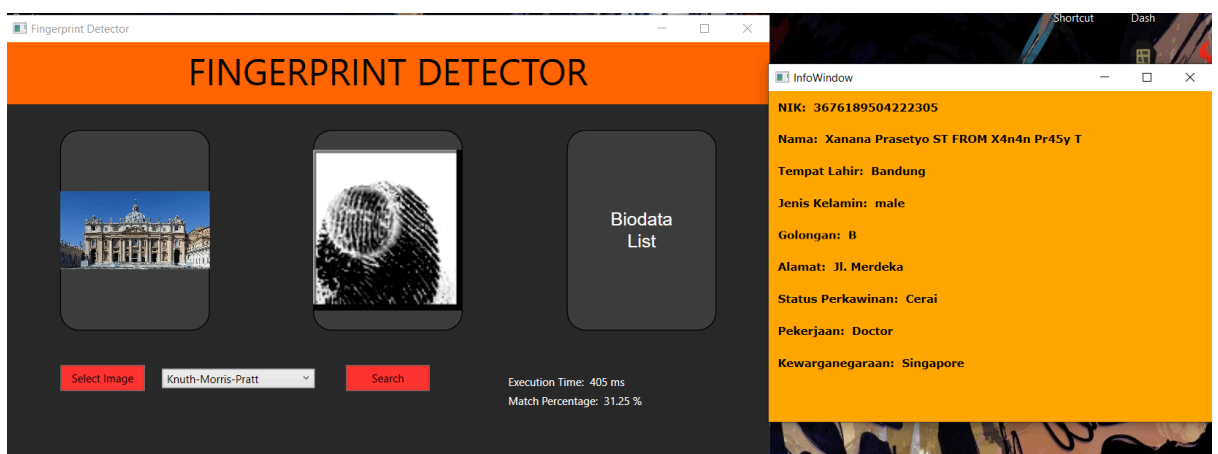 Shortcut Dash
Fingerprint Detector
FINGERPRINT DETECTOR
Biodata
List
Select Image Knuth-Morris-Pratt Search
Execution Time: 405 ms
Match Percentage: 31.25 %
InfoWindow
NIK: 3676189504222305
Nama: Xanana Prasetyo ST FROM X4n4n Pr45y T
Tempat Lahir: Bandung
Jenis Kelamin: male
Golongan: B
Alamat: Jl. Merdeka
Status Perkawinan: Cerai
Pekerjaan: Doctor
Kewarganegaraan: Singapore